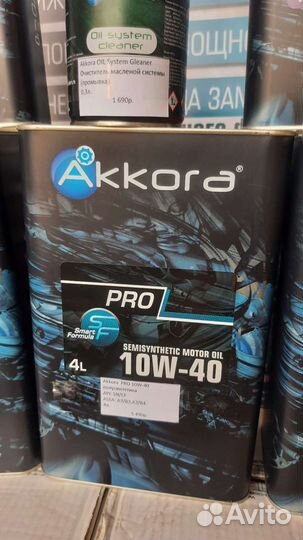 Oil system
cleaner
Akkora OIL System Gleaner
Очиститель масленой системы
(промывка)
0,3л.
1 690р.
ЛПОЩН
НА ЗАМ
Akkora®
PRO
Smart
Formula
SF
4L
SEMISYNTHETIC MOTOR OIL
10W-40
Akkora PRO 10W-40
полусинтетика
API: SN/CF
ACEA: A3/B3,A3/B4
4л.
Avito